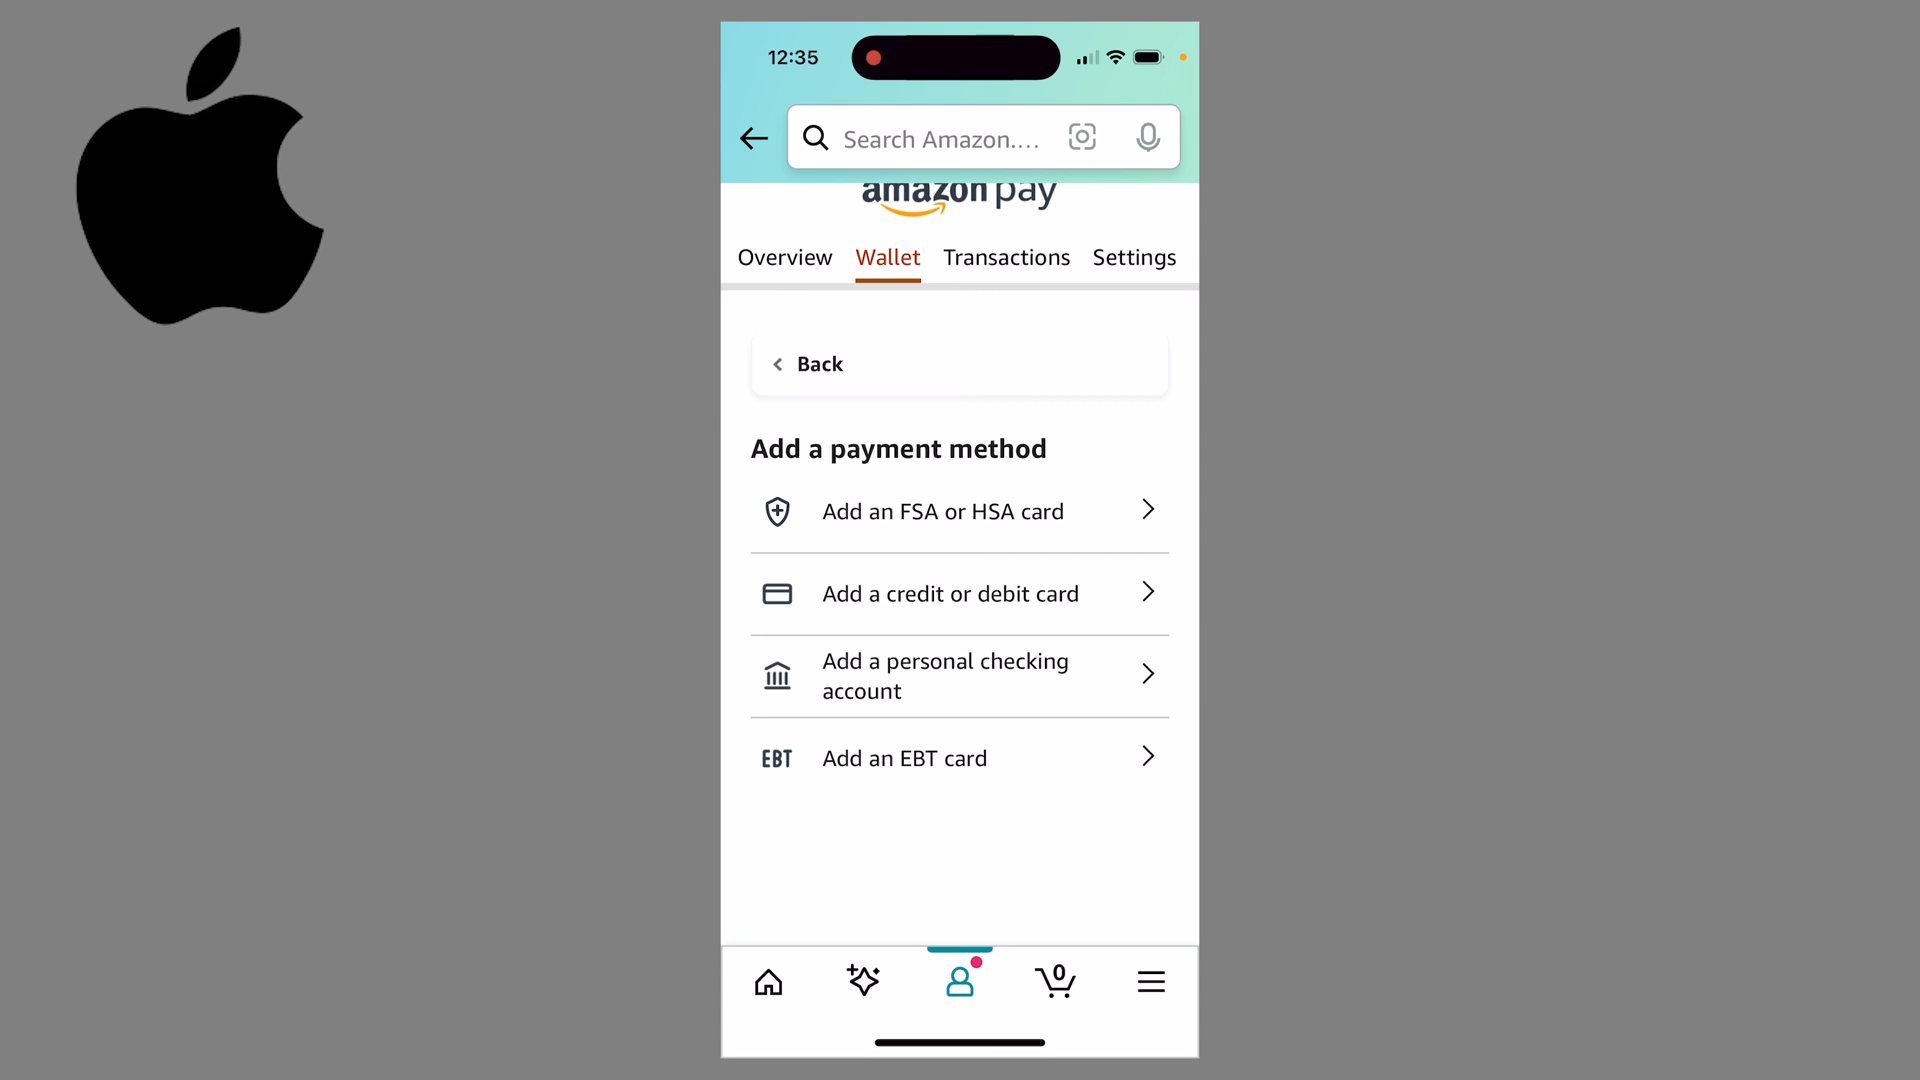 12:35
Search Amazon....
amazon pay
Overview Wallet Transactions Settings
Back
Add a payment method
Add an FSA or HSA card
Add a credit or debit card
Add a personal checking
account
EBT Add an EBT card
0